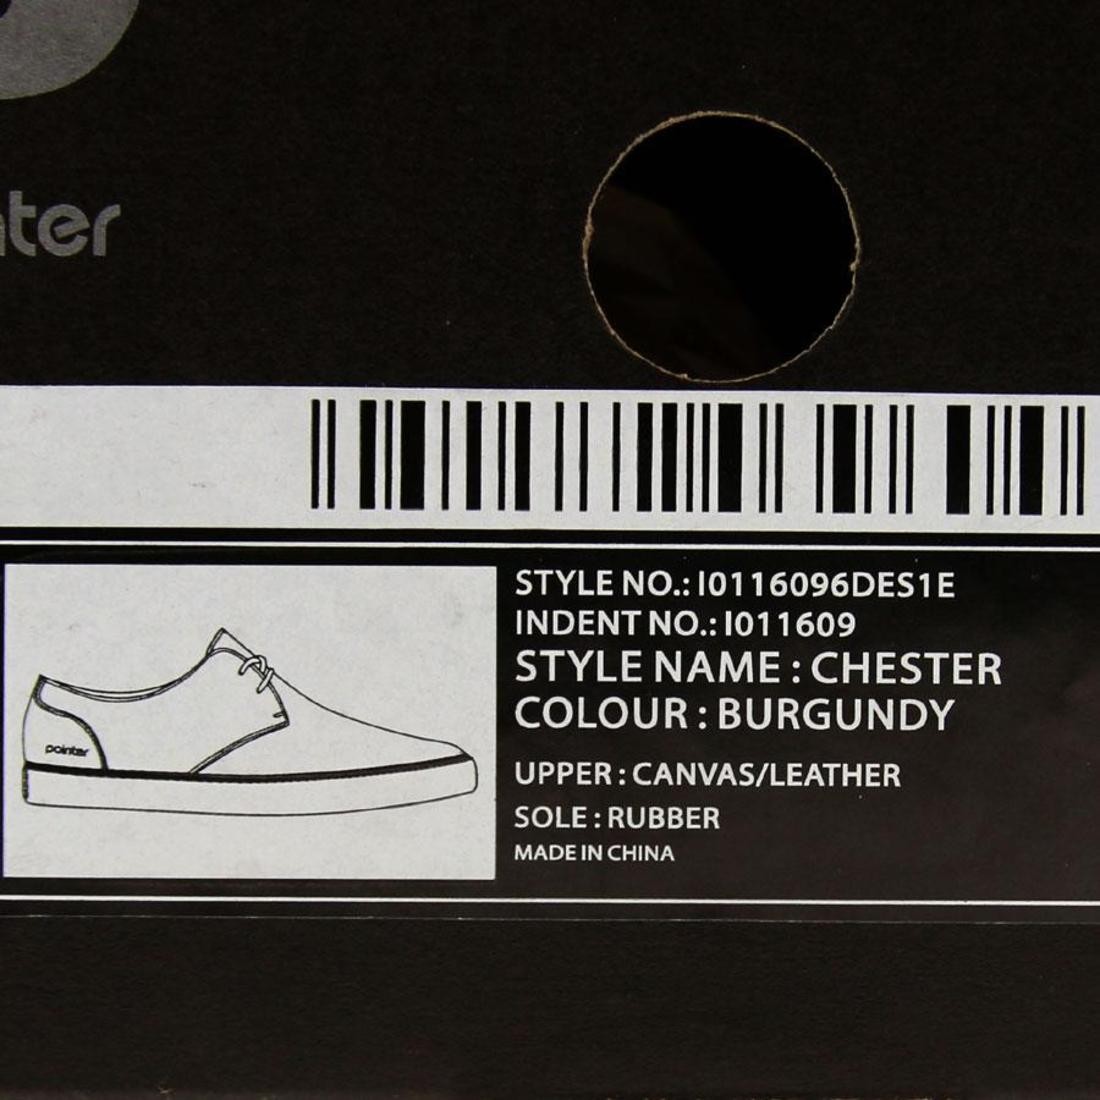 nter
STYLE NO.: I0116096DES1E
INDENT NO.: I011609
STYLE NAME : CHESTER
COLOUR : BURGUNDY
pointer
UPPER : CANVAS/LEATHER
SOLE : RUBBER
MADE IN CHINA